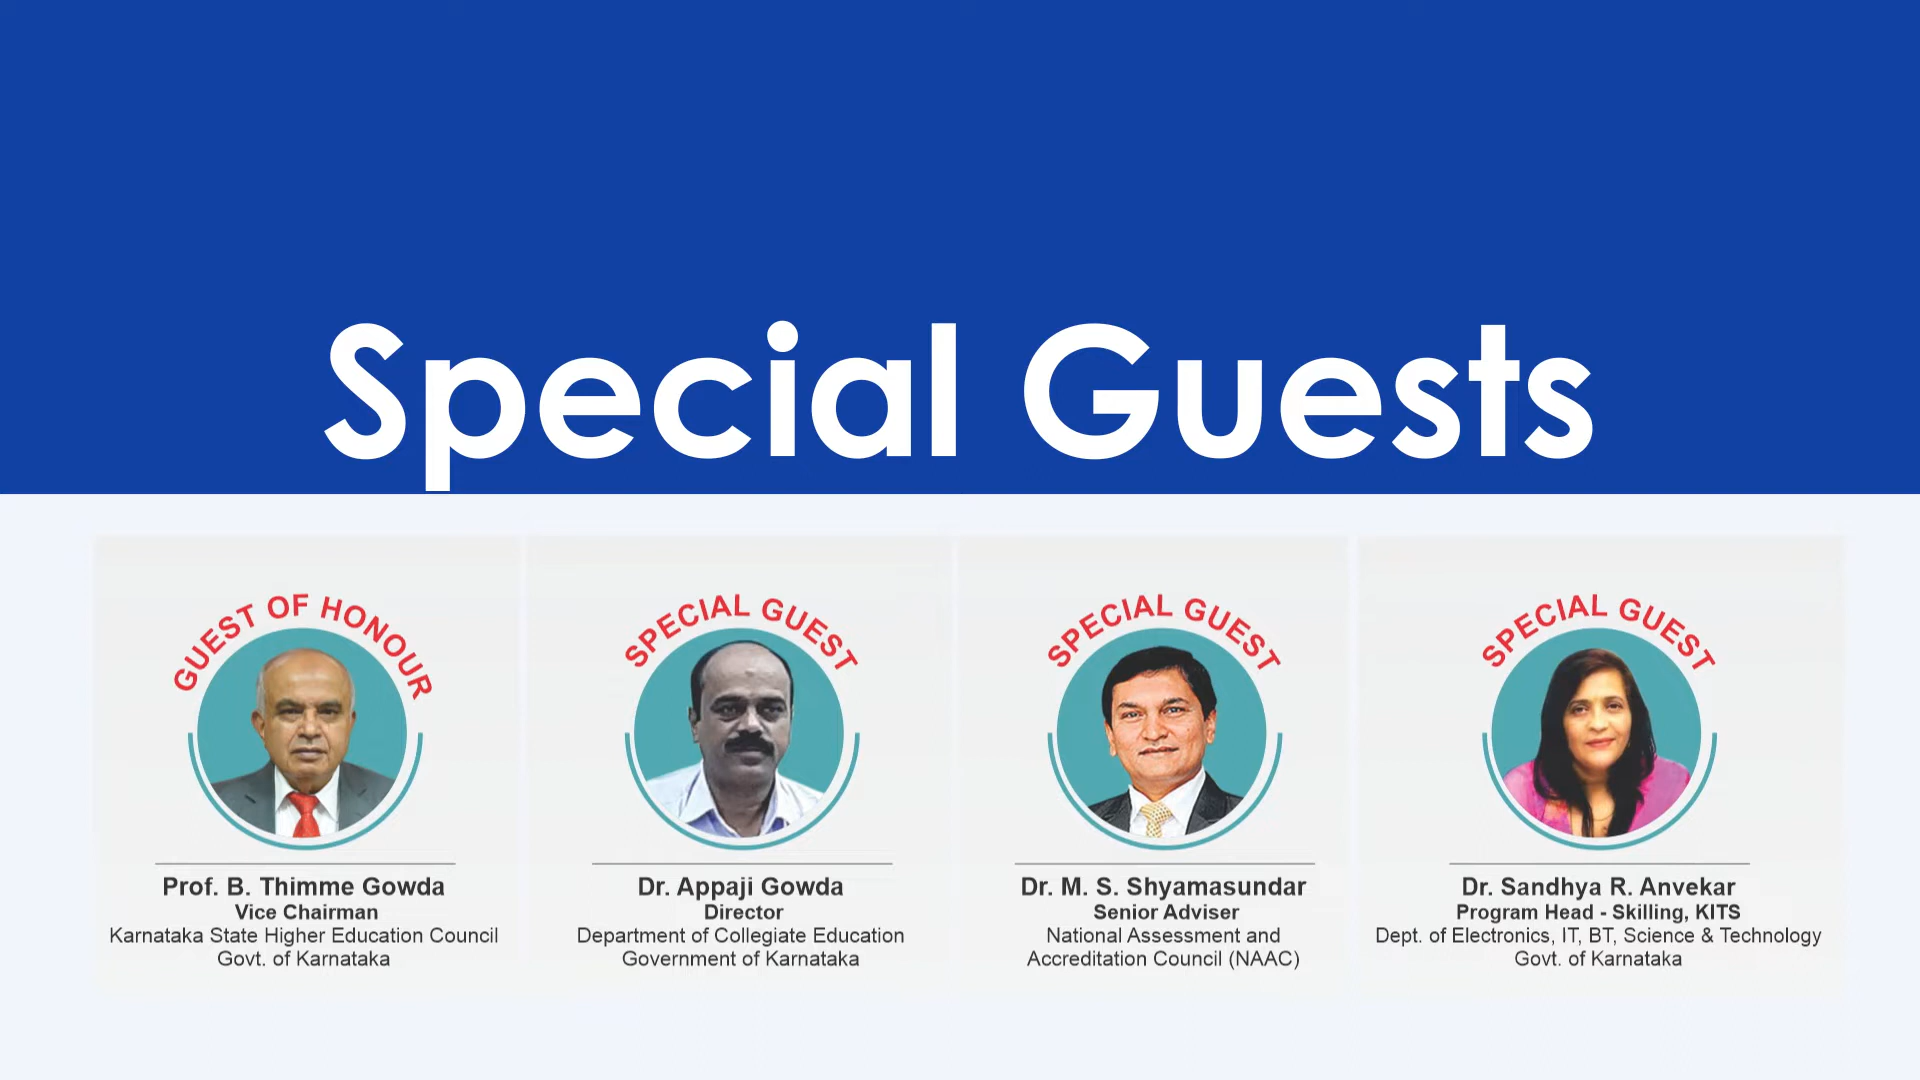 Special Guests
GUEST OF HONOUR
Prof. B. Thimme Gowda
Vice Chairman
Karnataka State Higher Education Council
Govt. of Karnataka
SPECIAL GUEST
Dr. Appaji Gowda
Director
Department of Collegiate Education
Government of Karnataka
SPECIAL GUEST
Dr. M. S. Shyamasundar
Senior Adviser
National Assessment and
Accreditation Council (NAAC)
SPECIAL GUEST
Dr. Sandhya R. Anvekar
Program Head - Skilling, KITS
Dept. of Electronics, IT, BT, Science & Technology
Govt. of Karnataka